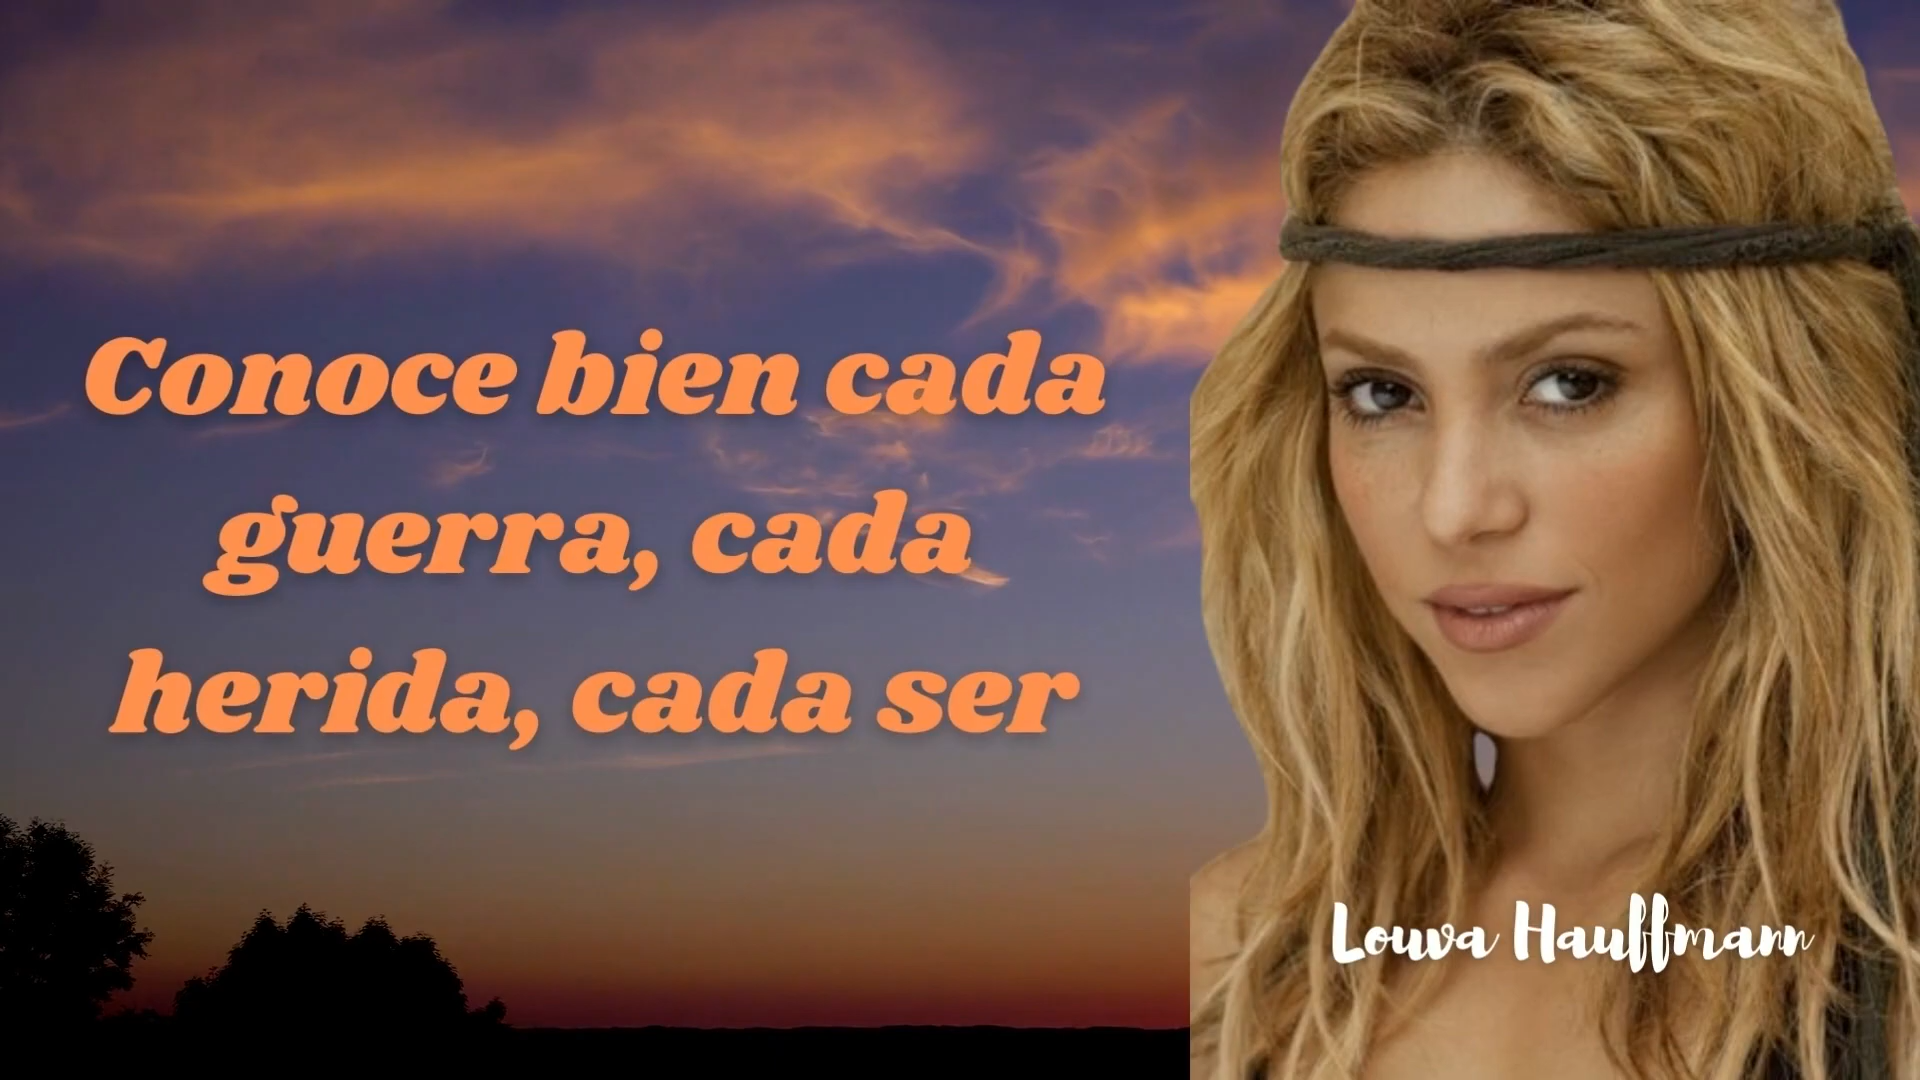 Conoce bien cada
guerra, cada
herida, cada ser
Louva Hauffmann